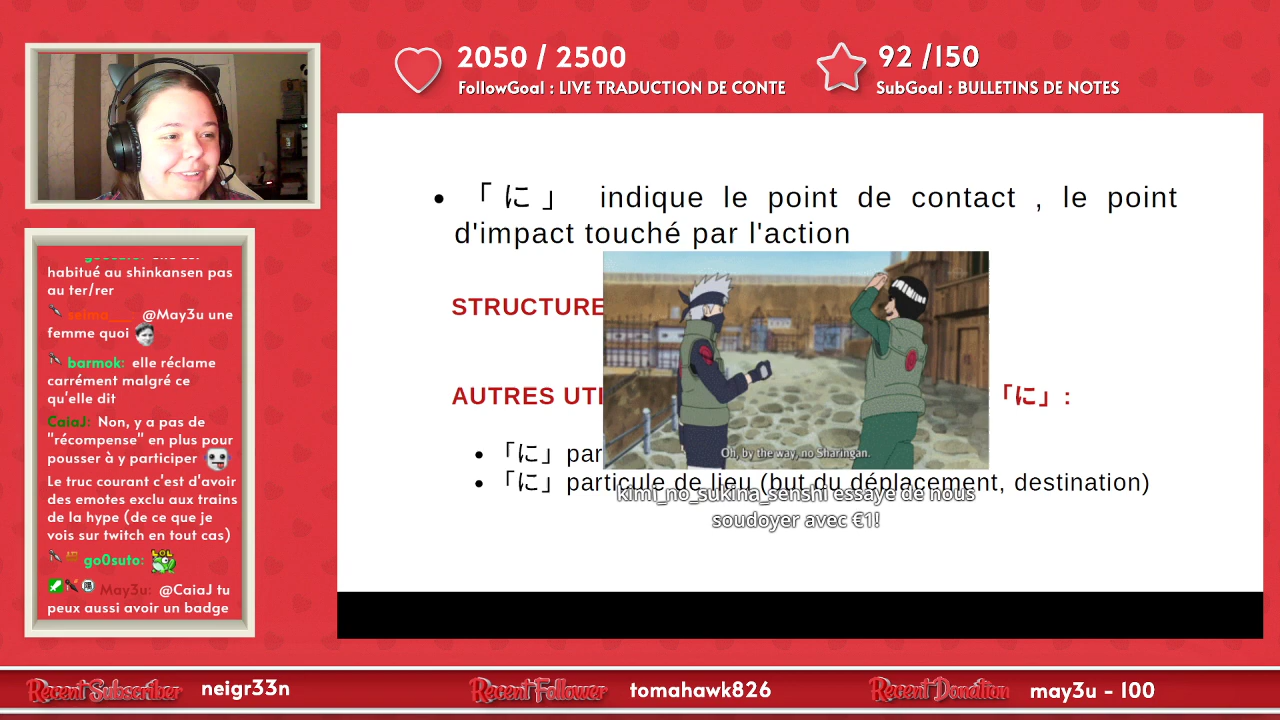 2050 / 2500
FollowGoal : LIVE TRADUCTION DE CONTE
92 /150
SubGoal : BULLETINS DE NOTES
• 「に」 indique le point de contact , le point
d'impact touché par l'action
STRUCTURE
AUTRES UTI
「に」 :
• 「に」 par
• 「に」 particule de lieu (but du déplacement, destination)
Oh, by the way, no Sharingan.
kimi_no_sukina_senshi essaye de nous
soudoyer avec €1!
habitué au shinkansen pas
au ter/rer
seimo___: @May3u une
femme quoi
barmok: elle réclame
carrément malgré ce
qu'elle dit
CaiaJ: Non, y a pas de
"récompense" en plus pour
pousser à y participer
Le truc courant c'est d'avoir
des emotes exclu aux trains
de la hype (de ce que je
vois sur twitch en tout cas)
go0suto: LOL
May3u: @CaiaJ tu
peux aussi avoir un badge
Recent Subscriber neigr33n
Recent Follower tomahawk826
Recent Donation may3u - 100